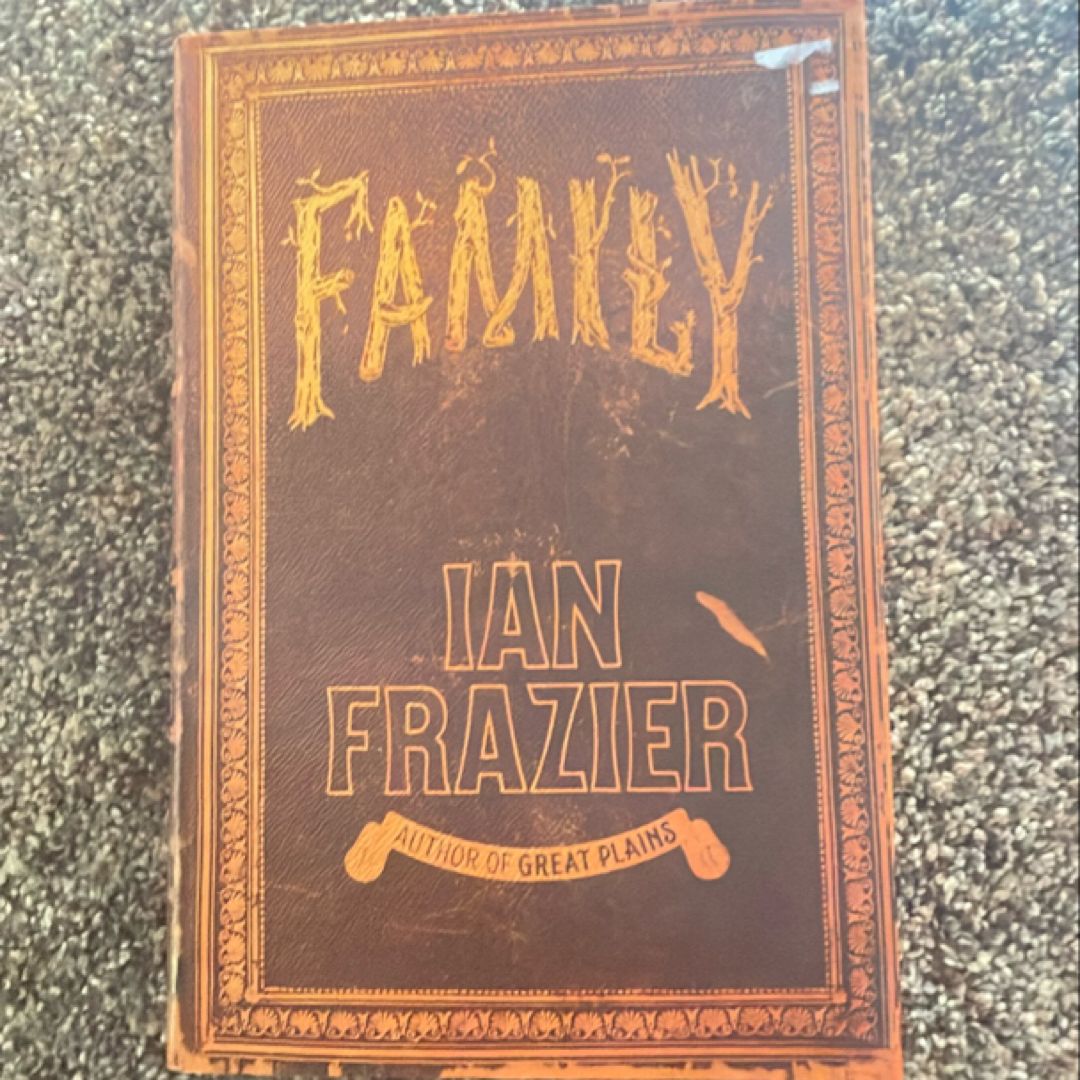 FAMILY
IAN
FRAZIER
AUTHOR OF GREAT PLAINS